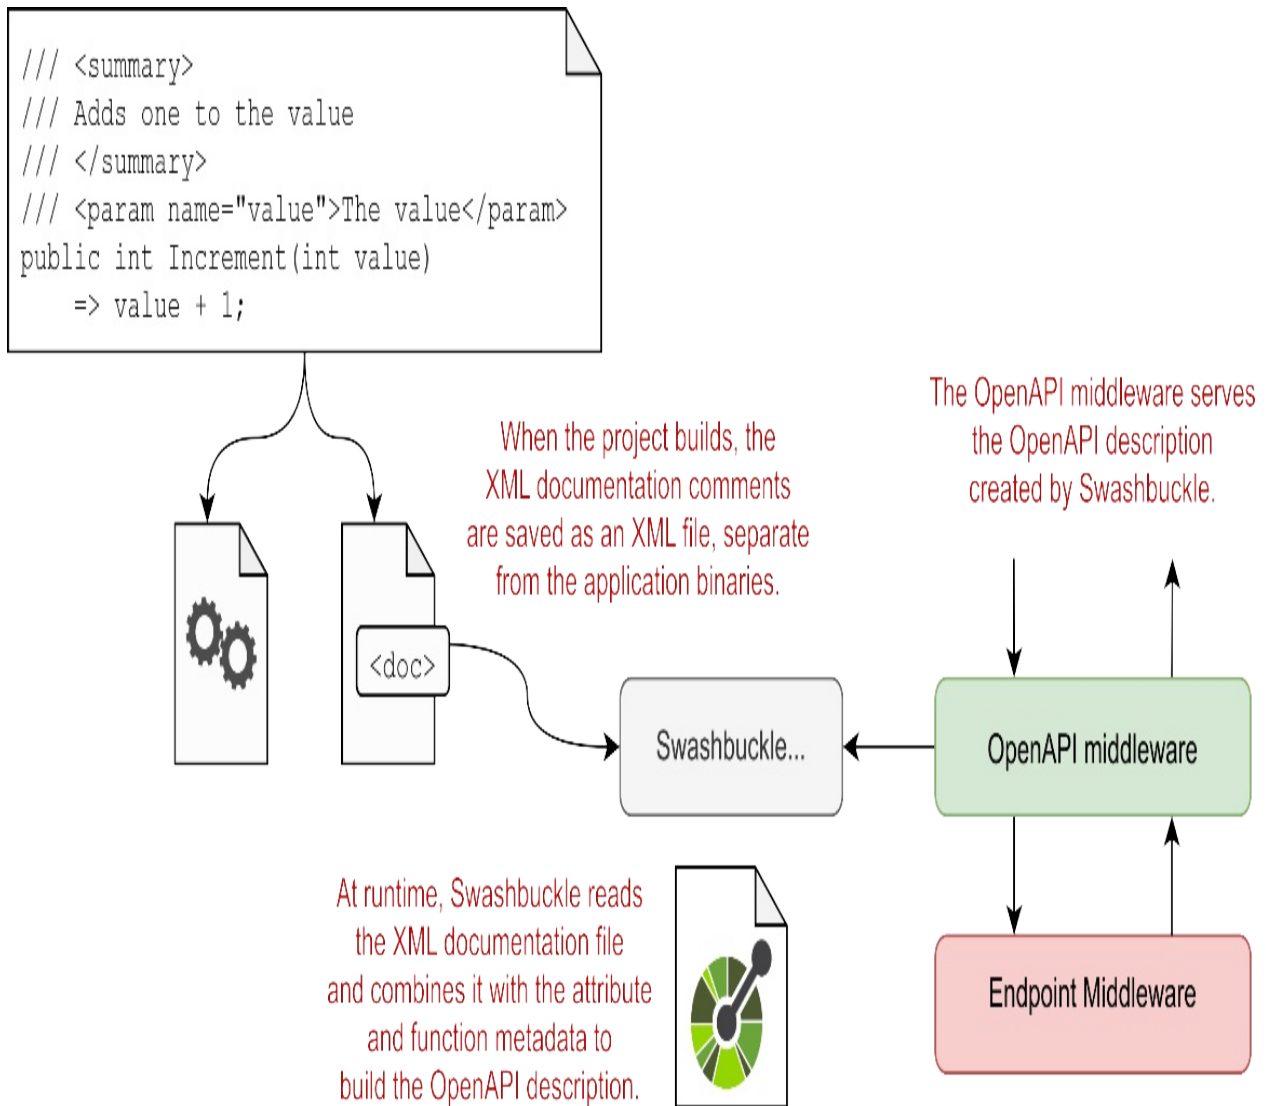 /// <summary>
/// Adds one to the value
/// </summary>
/// <param name="value">The value</param>
public int Increment(int value)
    => value + 1;
When the project builds, the
XML documentation comments
are saved as an XML file, separate
from the application binaries.
The OpenAPI middleware serves
the OpenAPI description
created by Swashbuckle.
<doc>
Swashbuckle...
OpenAPI middleware
At runtime, Swashbuckle reads
the XML documentation file
and combines it with the attribute
and function metadata to
build the OpenAPI description.
Endpoint Middleware